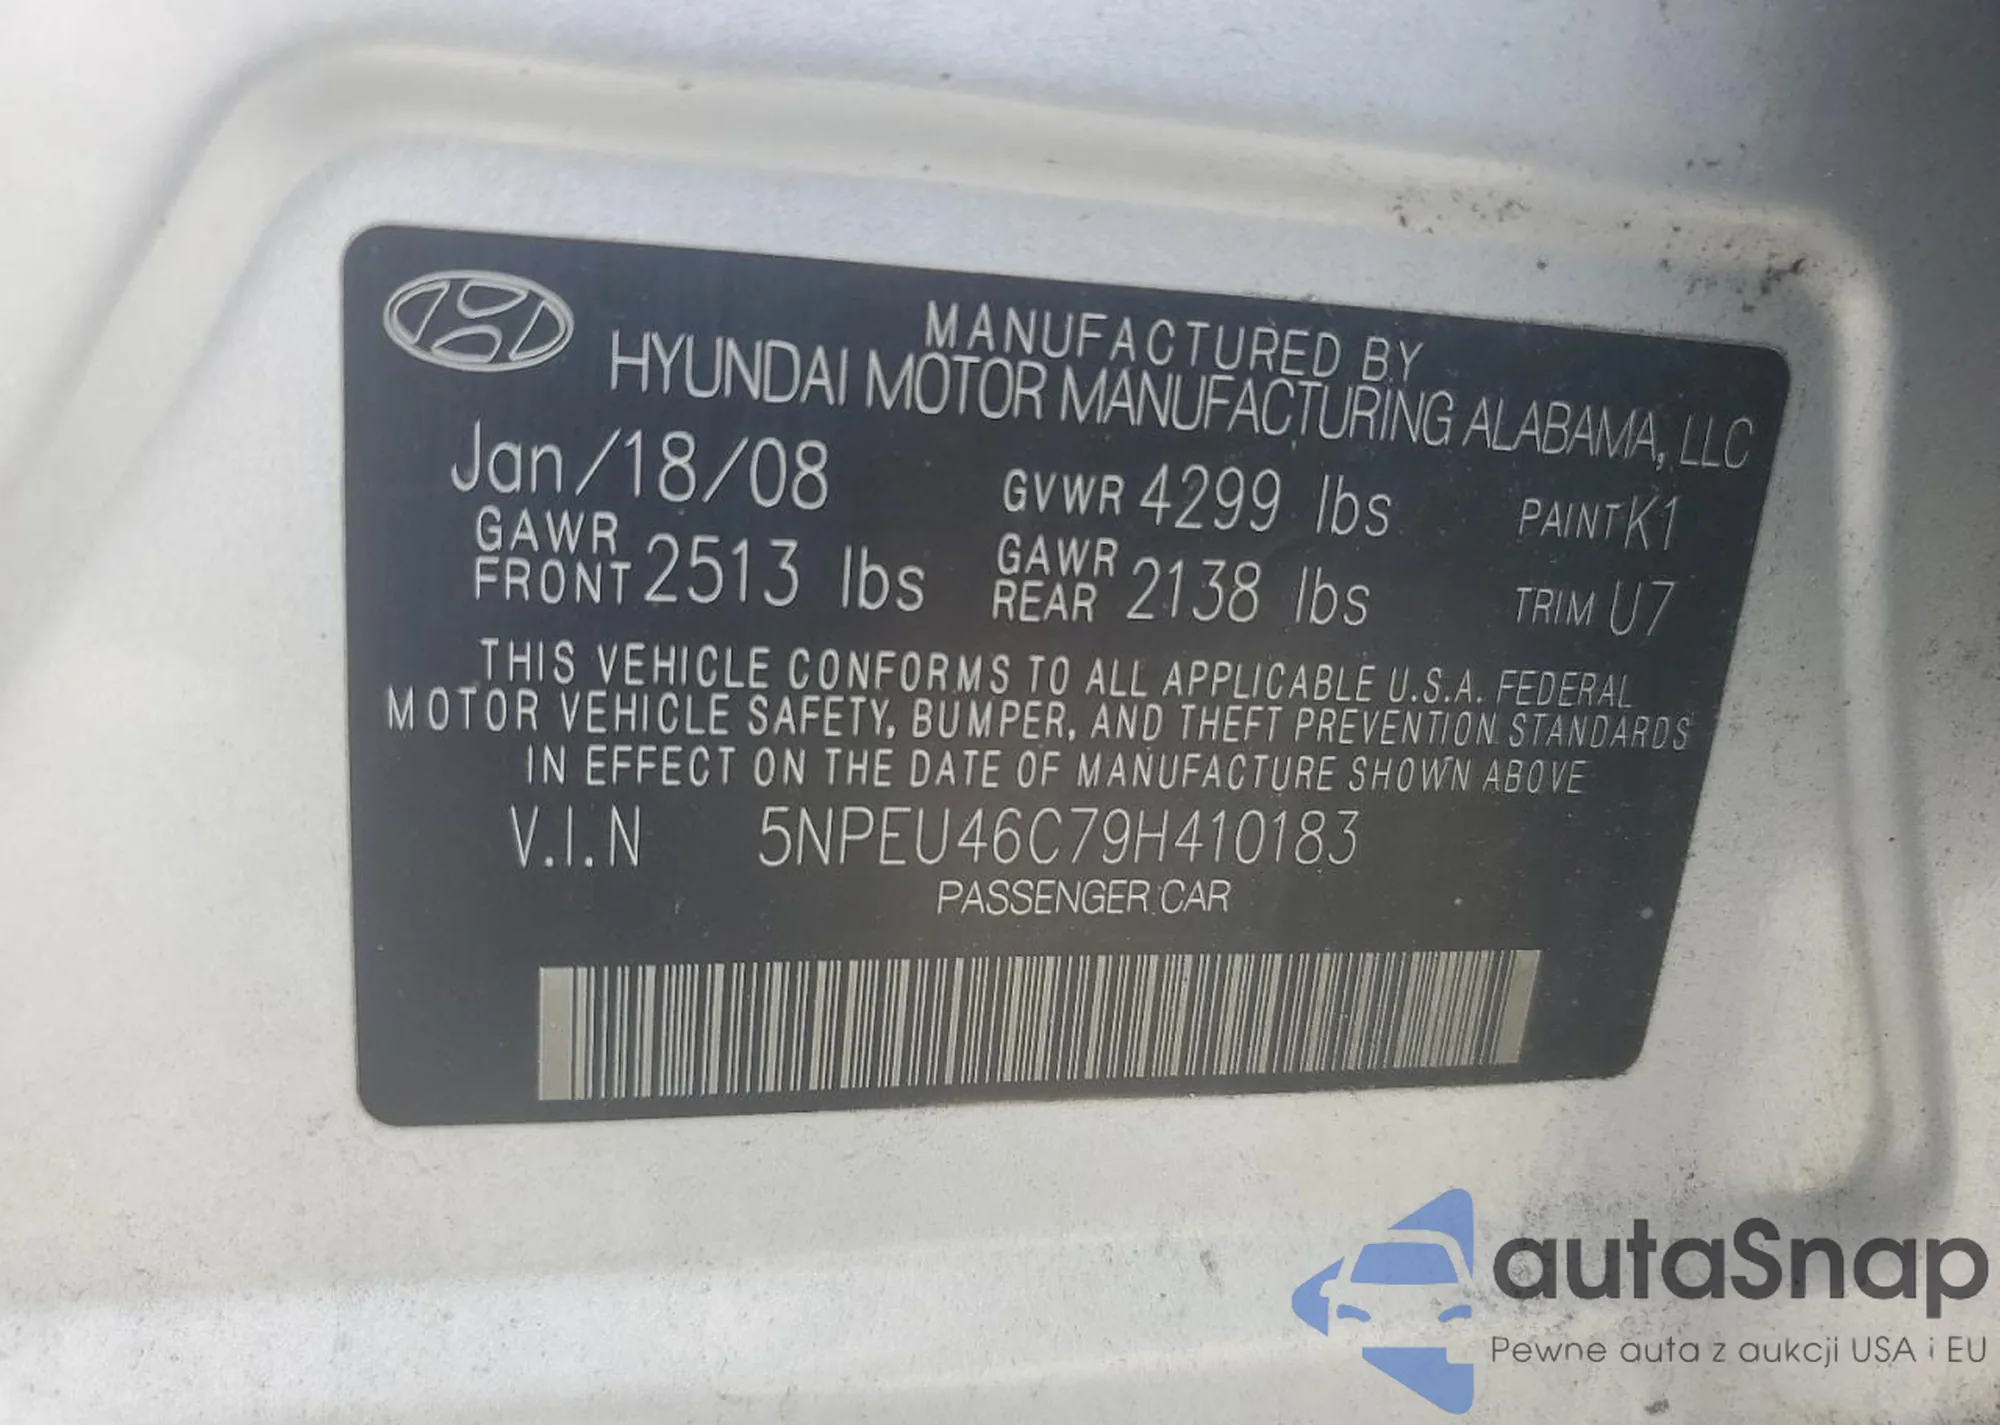 MANUFACTURED BY
HYUNDAI MOTOR MANUFACTURING ALABAMA, LLC
Jan/18/08 GVWR 4299 lbs PAINT K1
GAWR FRONT 2513 lbs GAWR REAR 2138 lbs TRIM U7
THIS VEHICLE CONFORMS TO ALL APPLICABLE U.S.A. FEDERAL
MOTOR VEHICLE SAFETY, BUMPER, AND THEFT PREVENTION STANDARDS
IN EFFECT ON THE DATE OF MANUFACTURE SHOWN ABOVE
V.I.N 5NPEU46C79H410183
PASSENGER CAR
autaSnap
Pewne auta z aukcji USA i EU